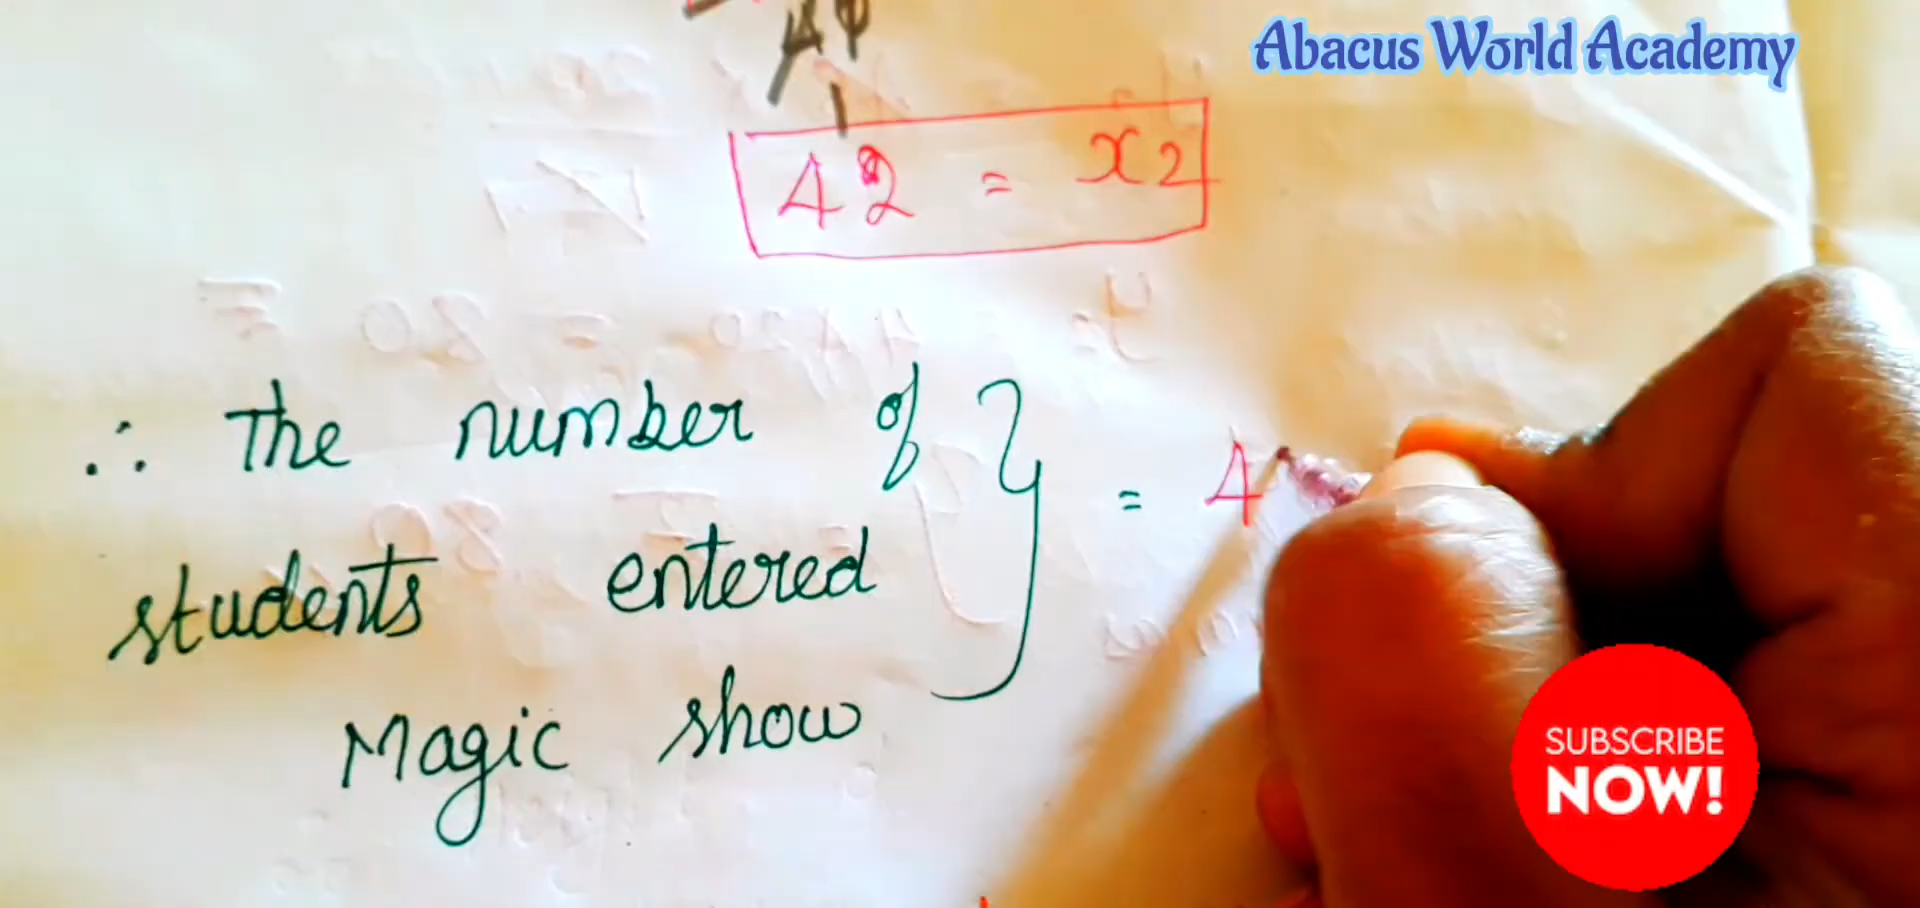 Abacus World Academy
42 = x2
∴ The number of
= 4
students entered
Magic show
SUBSCRIBE
NOW!